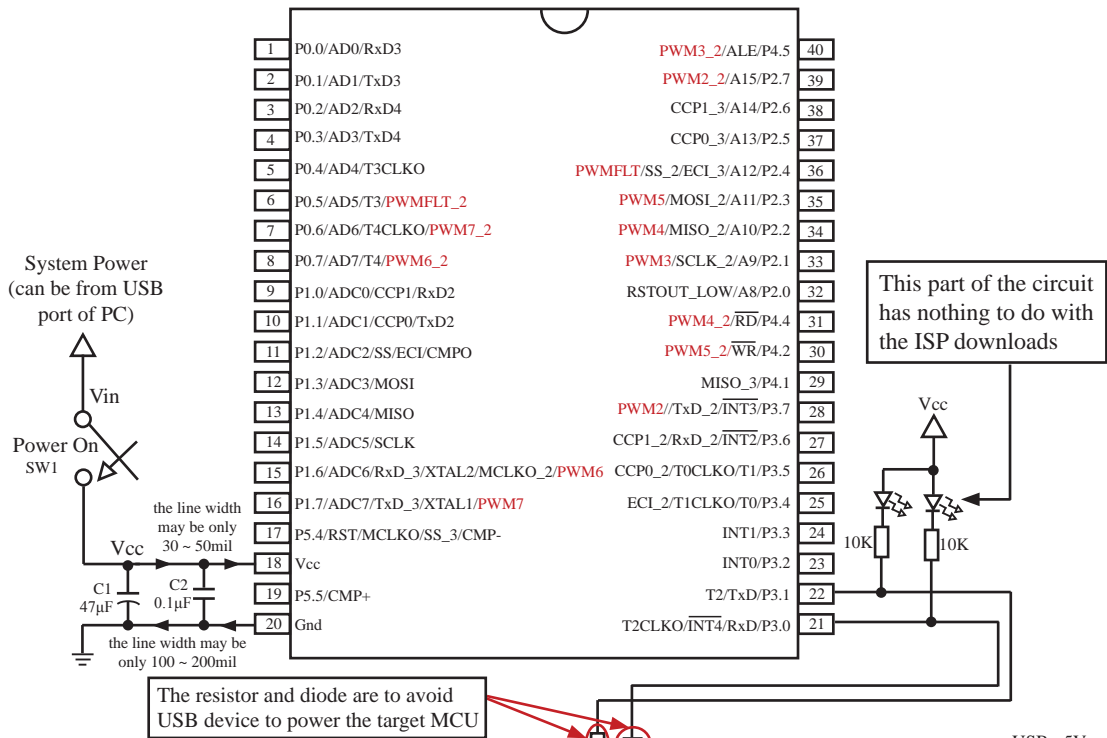 1 P0.0/AD0/RxD3
2 P0.1/AD1/TxD3
3 P0.2/AD2/RxD4
4 P0.3/AD3/TxD4
5 P0.4/AD4/T3CLKO
6 P0.5/AD5/T3/PWMFLT_2
7 P0.6/AD6/T4CLKO/PWM7_2
8 P0.7/AD7/T4/PWM6_2
9 P1.0/ADC0/CCP1/RxD2
10 P1.1/ADC1/CCP0/TxD2
11 P1.2/ADC2/SS/ECI/CMPO
12 P1.3/ADC3/MOSI
13 P1.4/ADC4/MISO
14 P1.5/ADC5/SCLK
15 P1.6/ADC6/RxD_3/XTAL2/MCLKO_2/PWM6
16 P1.7/ADC7/TxD_3/XTAL1/PWM7
17 P5.4/RST/MCLKO/SS_3/CMP-
18 Vcc
19 P5.5/CMP+
20 Gnd
PWM3_2/ALE/P4.5 40
PWM2_2/A15/P2.7 39
CCP1_3/A14/P2.6 38
CCP0_3/A13/P2.5 37
PWMFLT/SS_2/ECI_3/A12/P2.4 36
PWM5/MOSI_2/A11/P2.3 35
PWM4/MISO_2/A10/P2.2 34
PWM3/SCLK_2/A9/P2.1 33
RSTOUT_LOW/A8/P2.0 32
PWM4_2/RD/P4.4 31
PWM5_2/WR/P4.2 30
MISO_3/P4.1 29
PWM2//TxD_2/INT3/P3.7 28
CCP1_2/RxD_2/INT2/P3.6 27
CCP0_2/T0CLKO/T1/P3.5 26
ECI_2/T1CLKO/T0/P3.4 25
INT1/P3.3 24
INT0/P3.2 23
T2/TxD/P3.1 22
T2CLKO/INT4/RxD/P3.0 21
System Power
(can be from USB
port of PC)
Vin
Power On
SW1
the line width
may be only
30 ~ 50mil
Vcc
C1
47μF
C2
0.1μF
the line width may be
only 100 ~ 200mil
This part of the circuit
has nothing to do with
the ISP downloads
Vcc
10K
10K
The resistor and diode are to avoid
USB device to power the target MCU